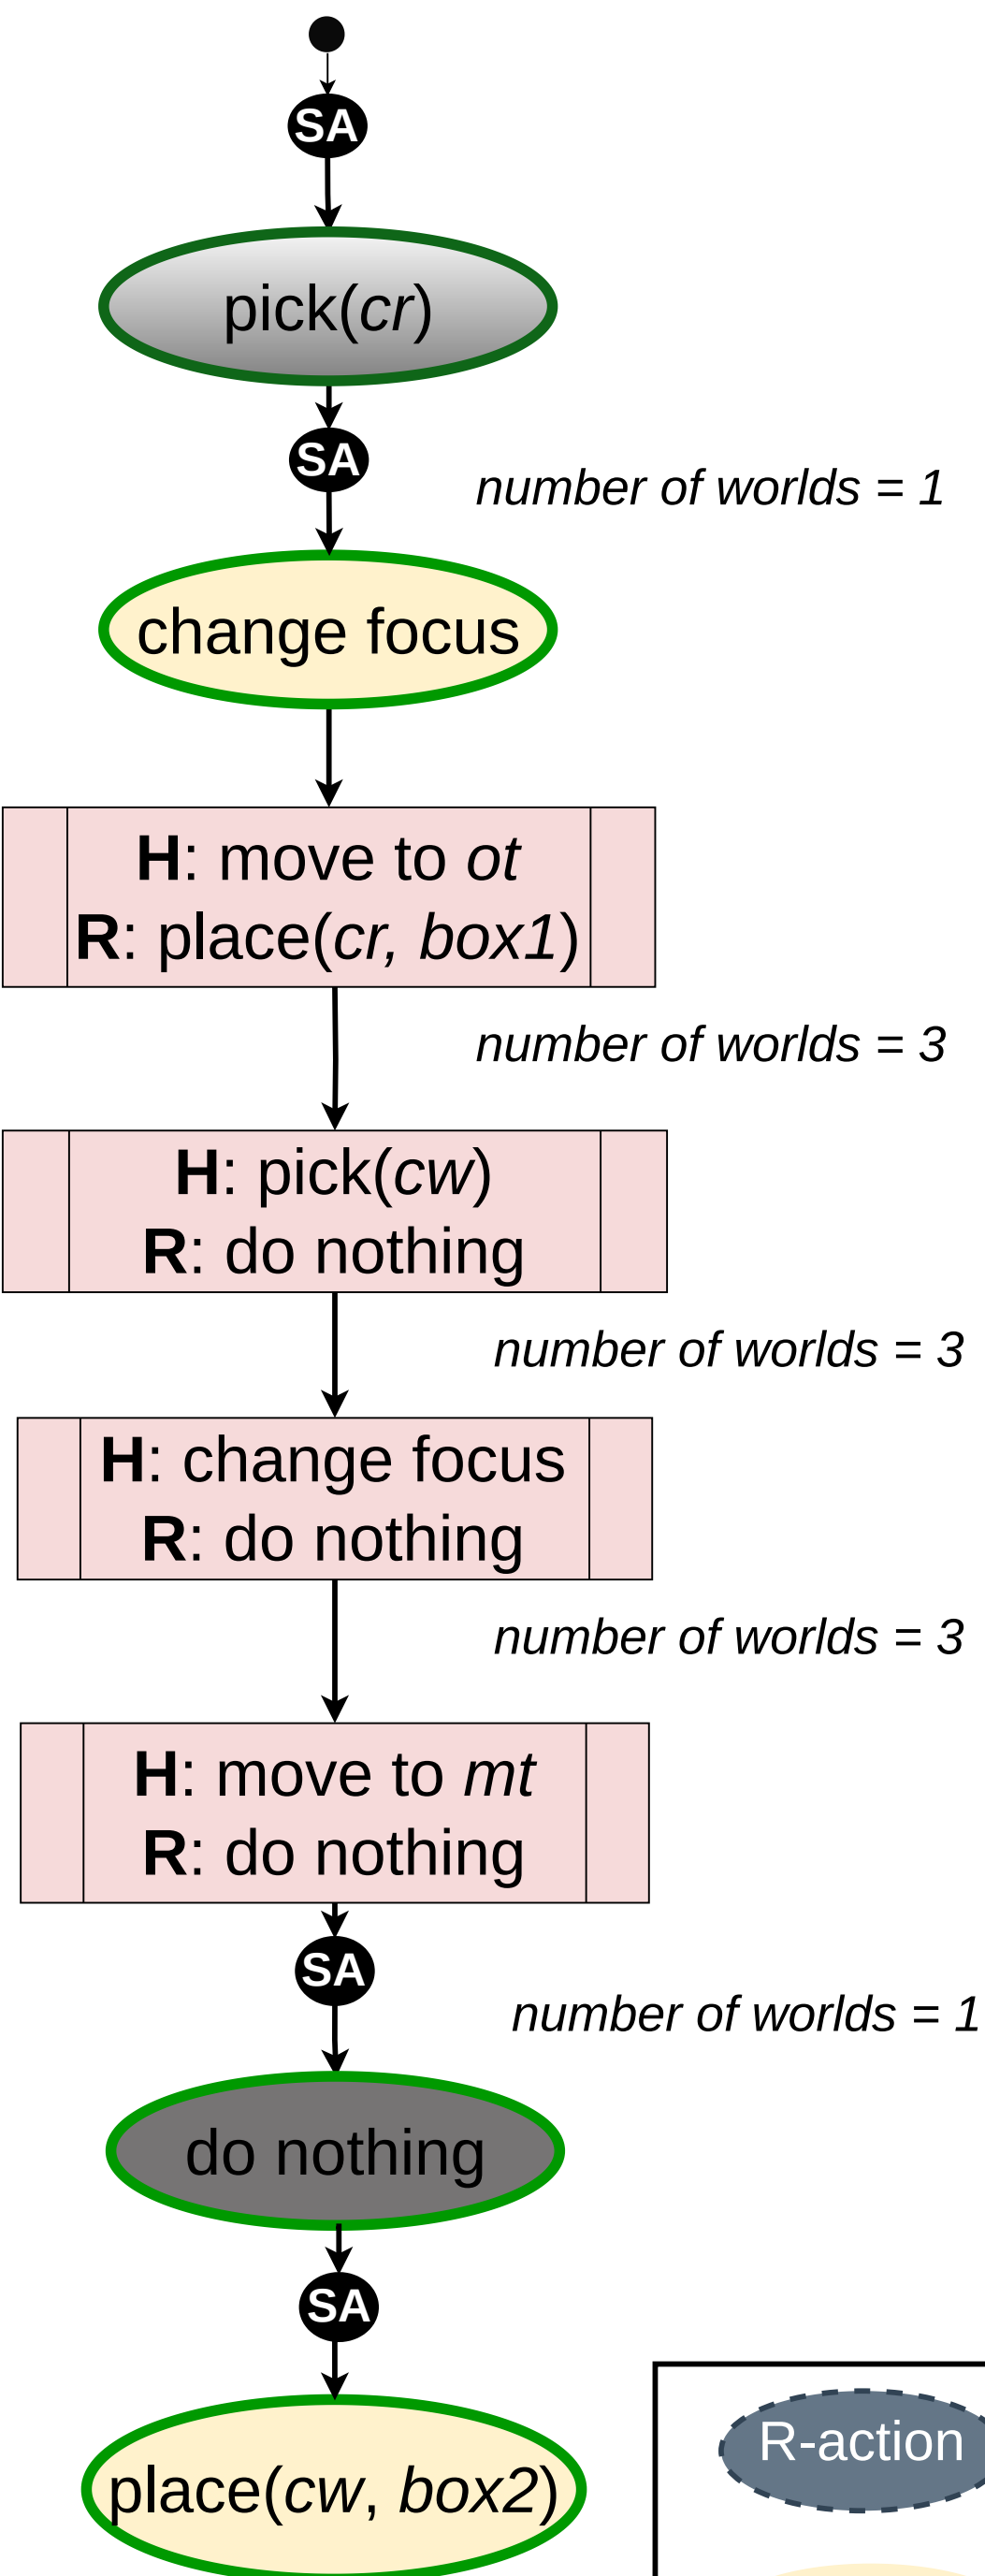 SA
pick(cr)
SA
number of worlds = 1
change focus
H: move to ot
R: place(cr, box1)
number of worlds = 3
H: pick(cw)
R: do nothing
number of worlds = 3
H: change focus
R: do nothing
number of worlds = 3
H: move to mt
R: do nothing
SA
number of worlds = 1
do nothing
SA
R-action
place(cw, box2)